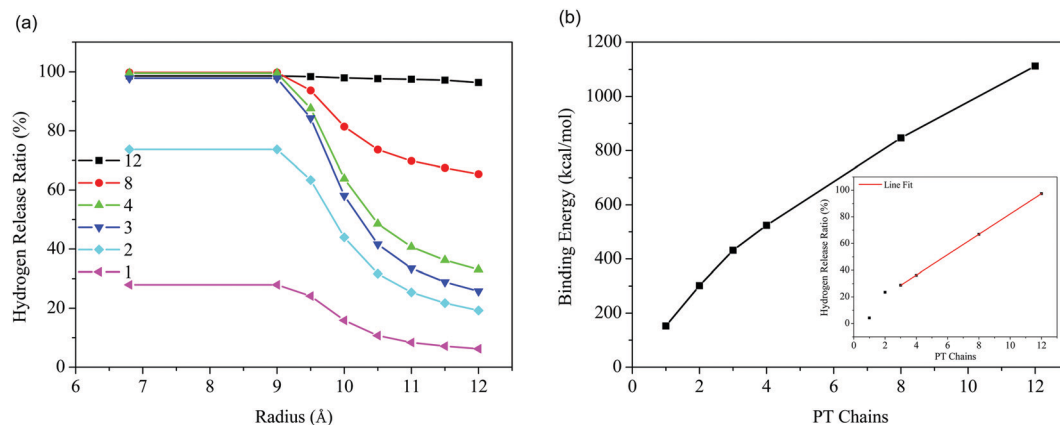 (a)
Hydrogen Release Ratio (%)
100
80
60
40
20
0
12
8
4
3
2
1
6 7 8 9 10 11 12
Radius (Å)
(b)
Binding Energy (kcal/mol)
1200
1000
800
600
400
200
0
0 2 4 6 8 10 12
PT Chains
Line Fit
Hydrogen Release Ratio (%)
100
80
60
40
20
0
0 2 4 6 8 10 12
PT Chains